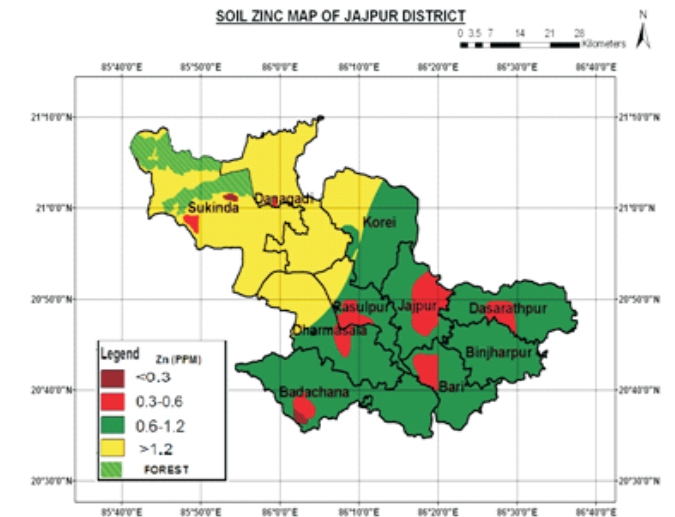 SOIL ZINC MAP OF JAJPUR DISTRICT
N
0 3.5 7 14 21 28
Kilometers
85°40'0"E 85°50'0"E 86°0'0"E 86°10'0"E 86°20'0"E 86°30'0"E 86°40'0"E
21°10'0"N 21°10'0"N
21°0'0"N 21°0'0"N
20°50'0"N 20°50'0"N
20°40'0"N 20°40'0"N
20°30'0"N 20°30'0"N
Sukinda
Danagadi
Korei
Rasulpur
Jajpur
Dasarathpur
Dharmasala
Binjharpur
Badachana
Bari
Legend Zn (PPM)
<0.3
0.3-0.6
0.6-1.2
>1.2
FOREST
85°40'0"E 85°50'0"E 86°0'0"E 86°10'0"E 86°20'0"E 86°30'0"E 86°40'0"E